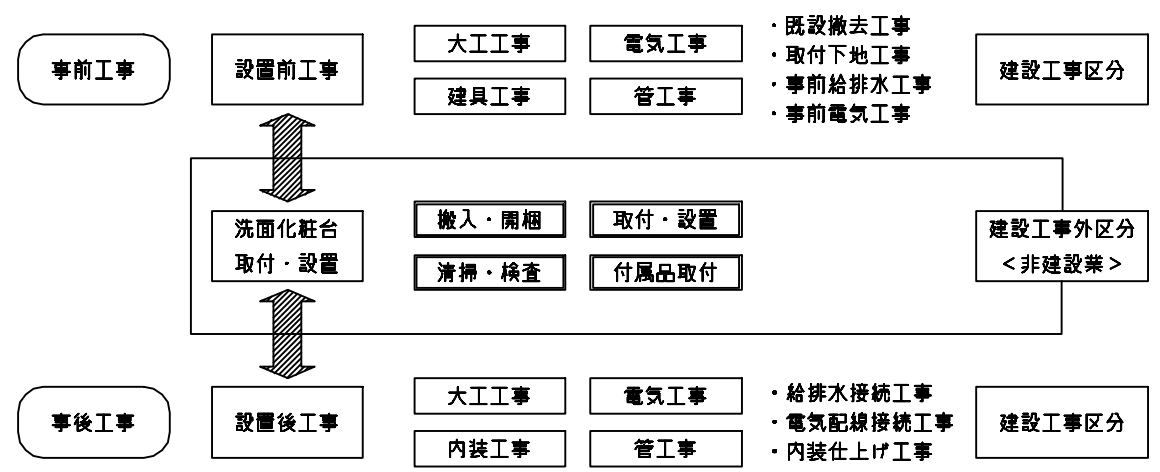 事前工事
設置前工事
大工工事
電気工事
建具工事
管工事
・既設撤去工事
・取付下地工事
・事前給排水工事
・事前電気工事
建設工事区分
洗面化粧台
取付・設置
搬入・開梱
取付・設置
清掃・検査
付属品取付
建設工事外区分
＜非建設業＞
事後工事
設置後工事
大工工事
電気工事
内装工事
管工事
・給排水接続工事
・電気配線接続工事
・内装仕上げ工事
建設工事区分